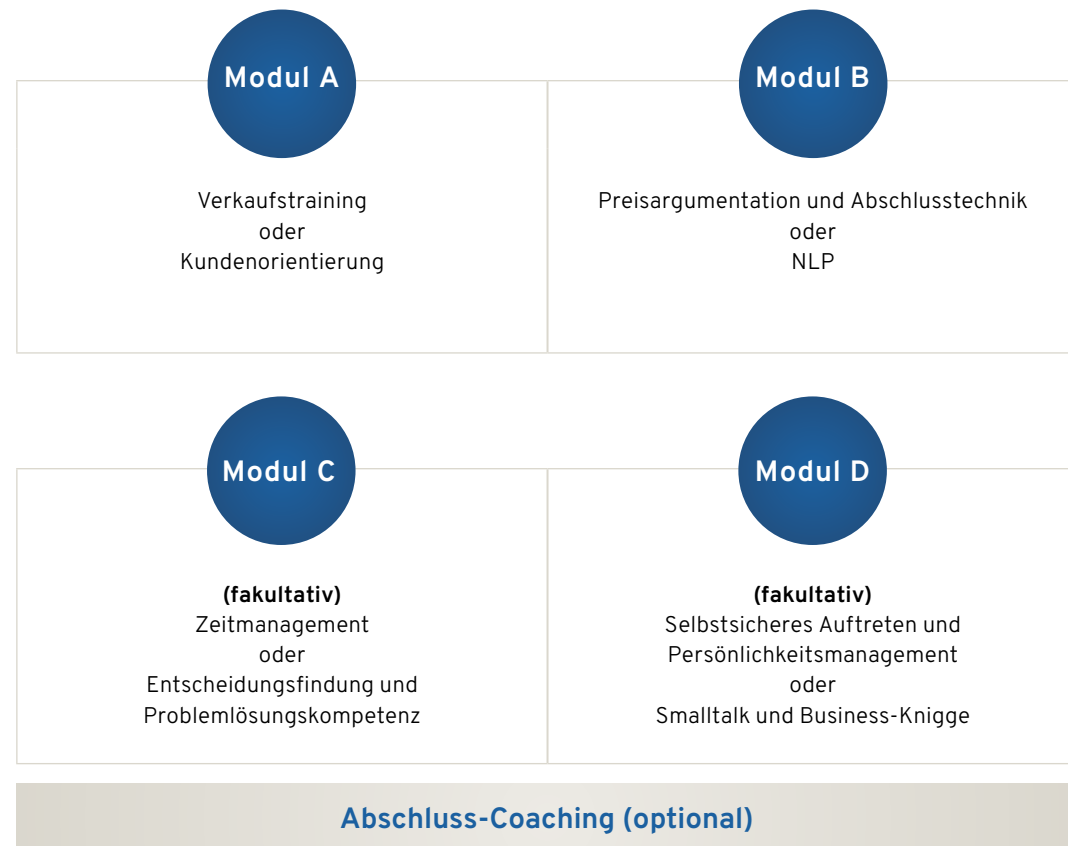 Modul A
Verkaufstraining
oder
Kundenorientierung
Modul B
Preisargumentation und Abschlusstechnik
oder
NLP
Modul C
(fakultativ)
Zeitmanagement
oder
Entscheidungsfindung und
Problemlösungskompetenz
Modul D
(fakultativ)
Selbstsicheres Auftreten und
Persönlichkeitsmanagement
oder
Smalltalk und Business-Knigge
Abschluss-Coaching (optional)